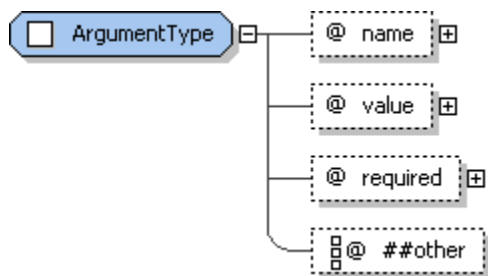 ArgumentType
@ name
@ value
@ required
@ ##other